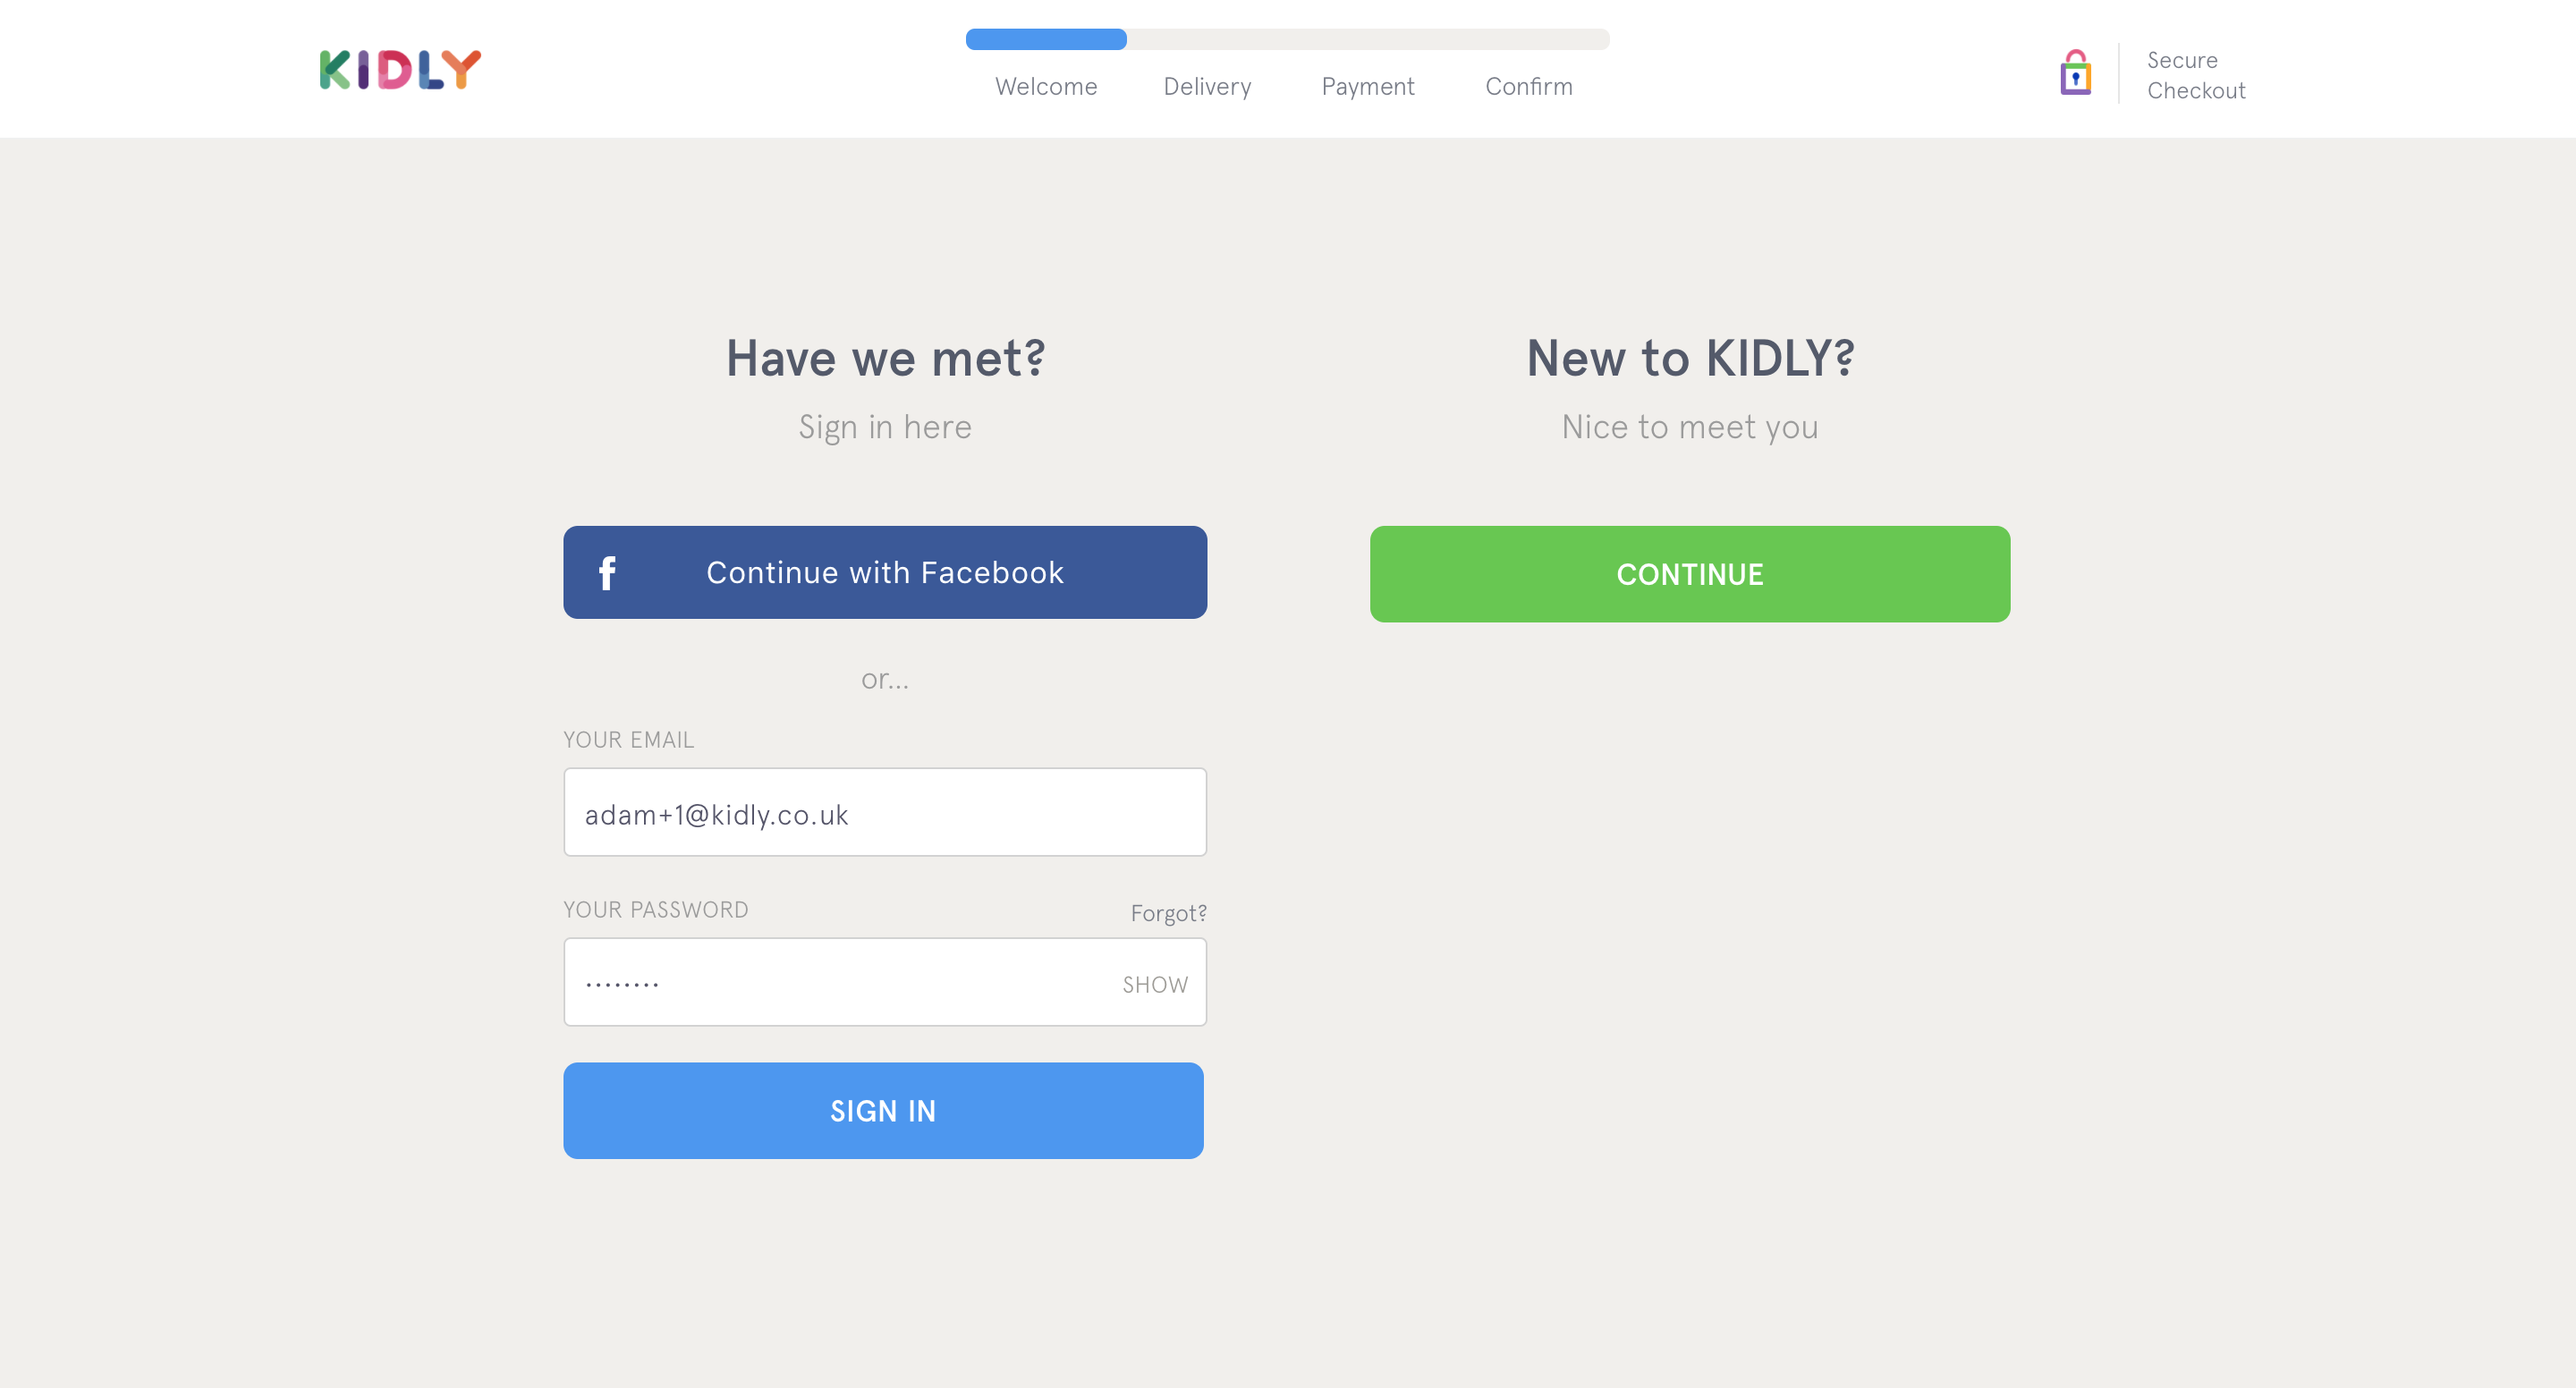 KIDLY
Welcome
Delivery
Payment
Confirm
Secure
Checkout
Have we met?
Sign in here
Continue with Facebook
or...
YOUR EMAIL
adam+1@kidly.co.uk
YOUR PASSWORD
Forgot?
········
SHOW
SIGN IN
New to KIDLY?
Nice to meet you
CONTINUE